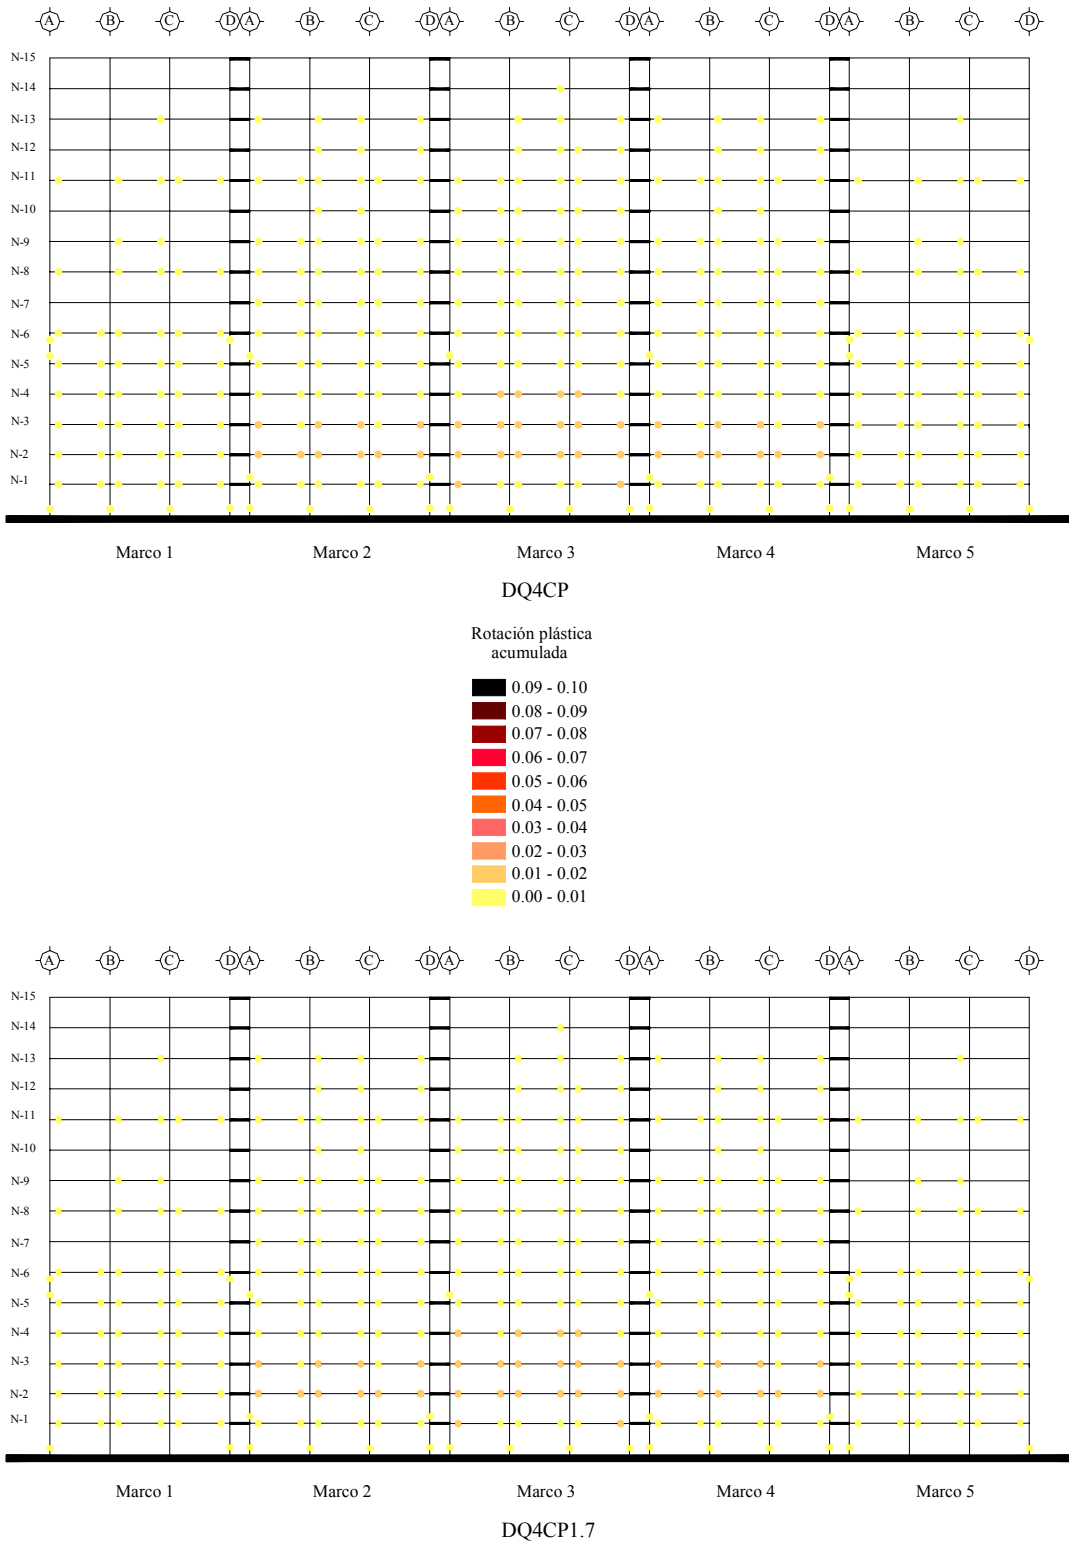 A B C D A B C D A B C D A B C D A B C D
N-15
N-14
N-13
N-12
N-11
N-10
N-9
N-8
N-7
N-6
N-5
N-4
N-3
N-2
N-1
Marco 1 Marco 2 Marco 3 Marco 4 Marco 5
DQ4CP
Rotación plástica
acumulada
0.09 - 0.10
0.08 - 0.09
0.07 - 0.08
0.06 - 0.07
0.05 - 0.06
0.04 - 0.05
0.03 - 0.04
0.02 - 0.03
0.01 - 0.02
0.00 - 0.01
A B C D A B C D A B C D A B C D A B C D
N-15
N-14
N-13
N-12
N-11
N-10
N-9
N-8
N-7
N-6
N-5
N-4
N-3
N-2
N-1
Marco 1 Marco 2 Marco 3 Marco 4 Marco 5
DQ4CP1.7